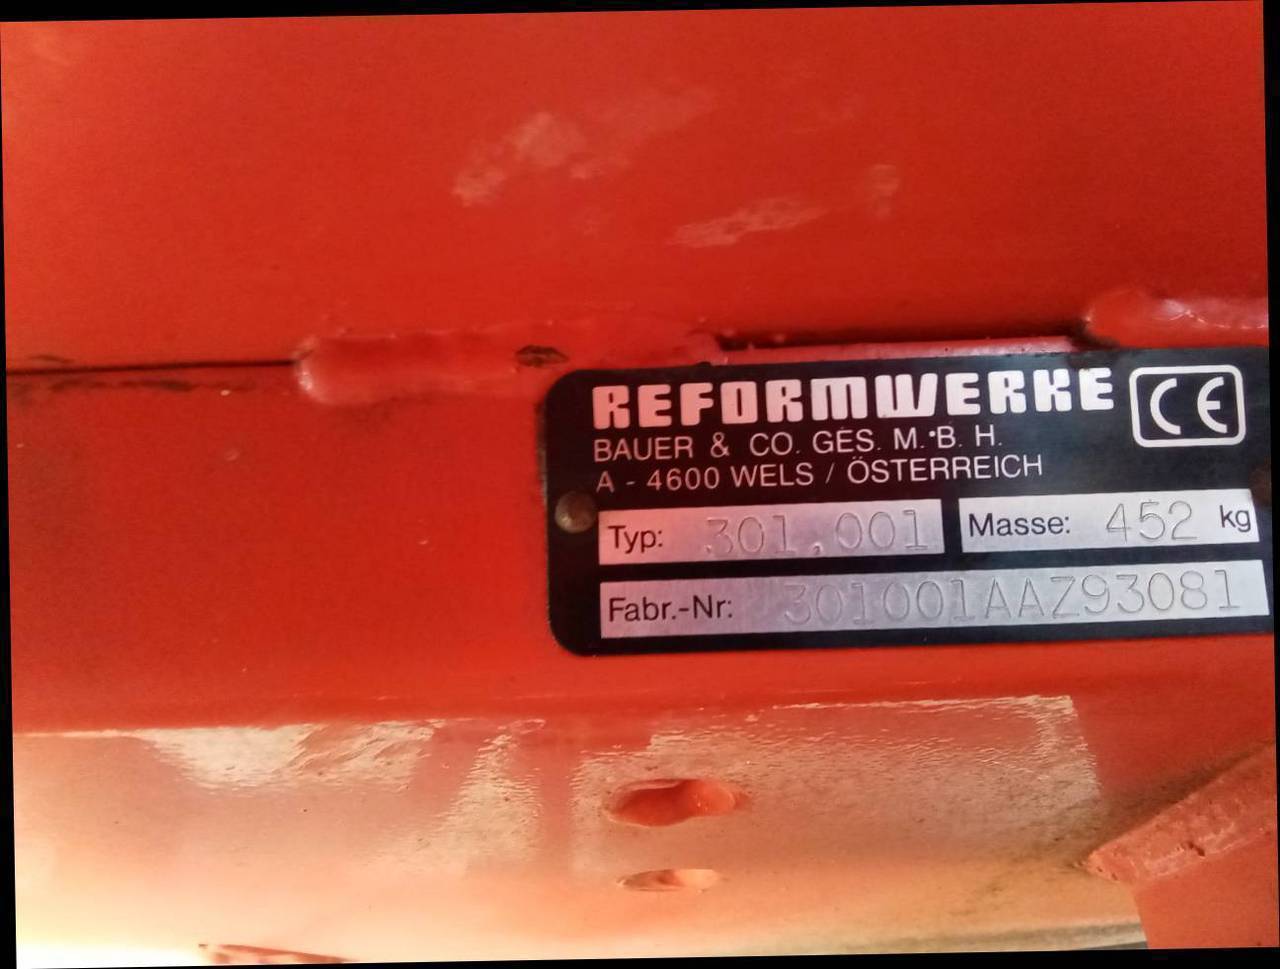 REFORMWERKE CE
BAUER & CO. GES. M. B. H.
A - 4600 WELS / ÖSTERREICH
Typ: 301.001 Masse: 452 kg
Fabr.-Nr: 301001AAZ93081